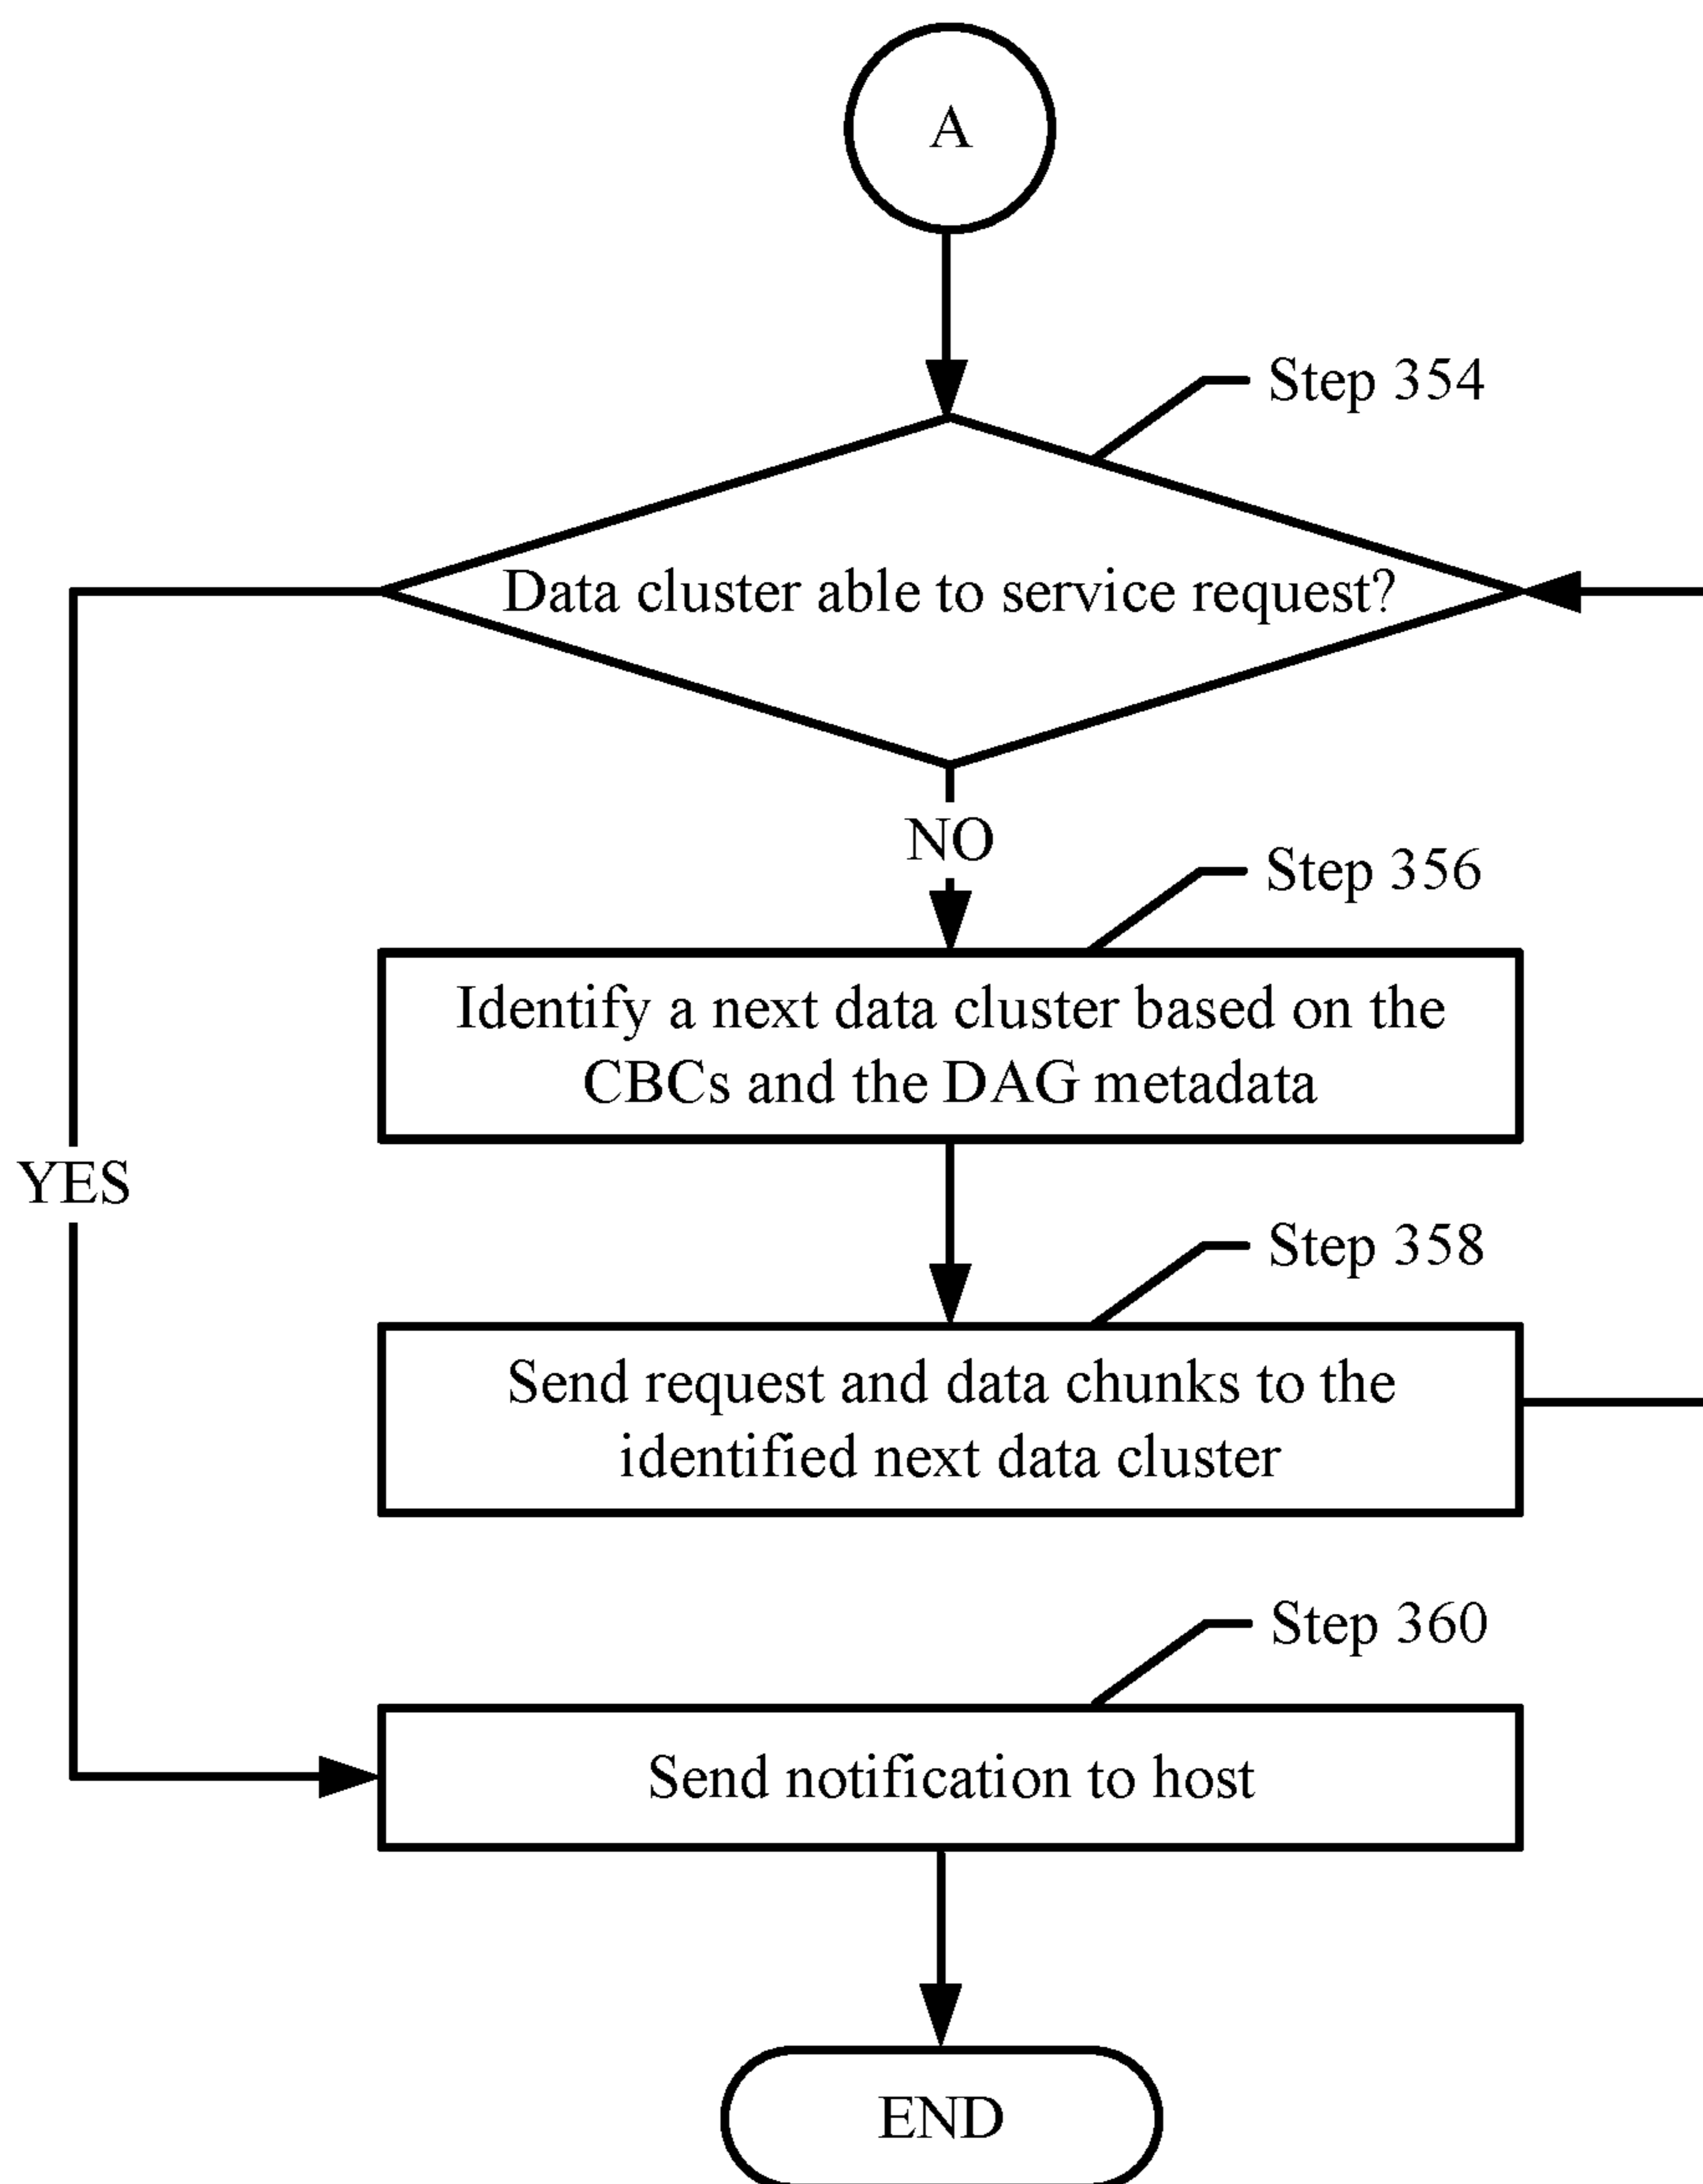 A
Step 354
Data cluster able to service request?
NO
Step 356
Identify a next data cluster based on the
CBCs and the DAG metadata
YES
Step 358
Send request and data chunks to the
identified next data cluster
Step 360
Send notification to host
END